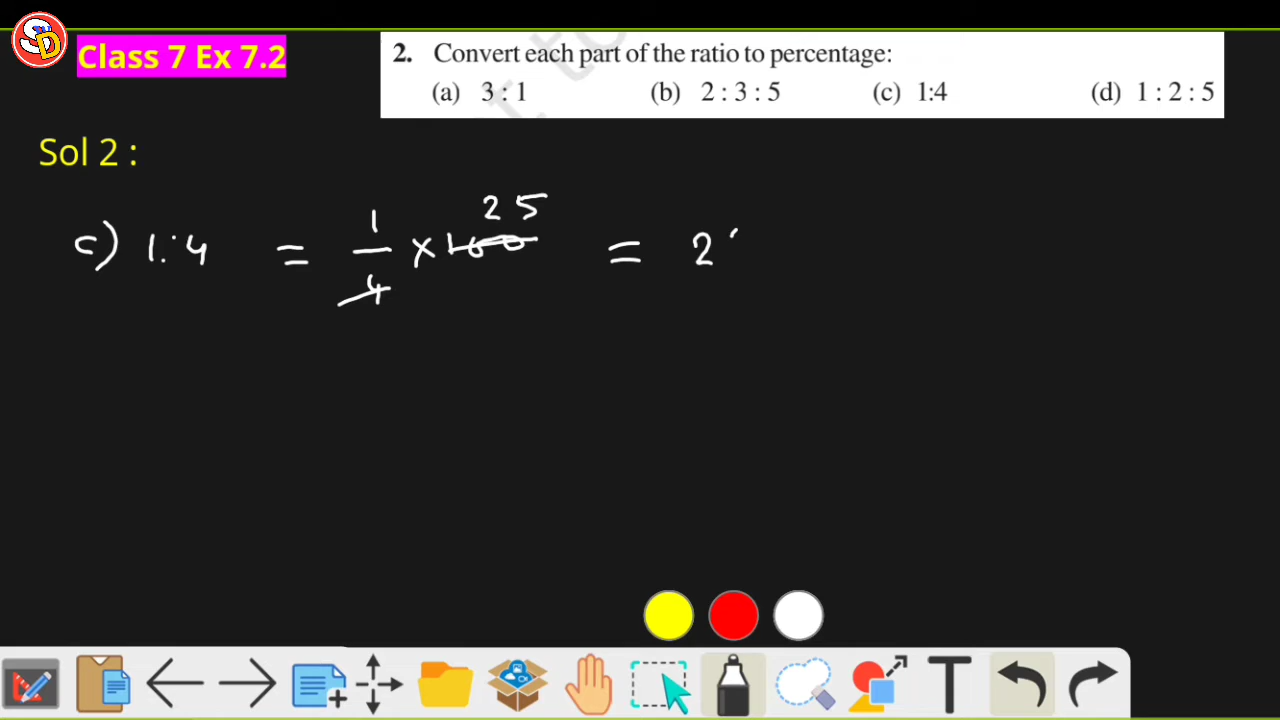 SD
Class 7 Ex 7.2
2. Convert each part of the ratio to percentage:
(a) 3 : 1 (b) 2 : 3 : 5 (c) 1:4 (d) 1 : 2 : 5
Sol 2 :
c) 1:4 = 1/4 × 100 25 = 2
T